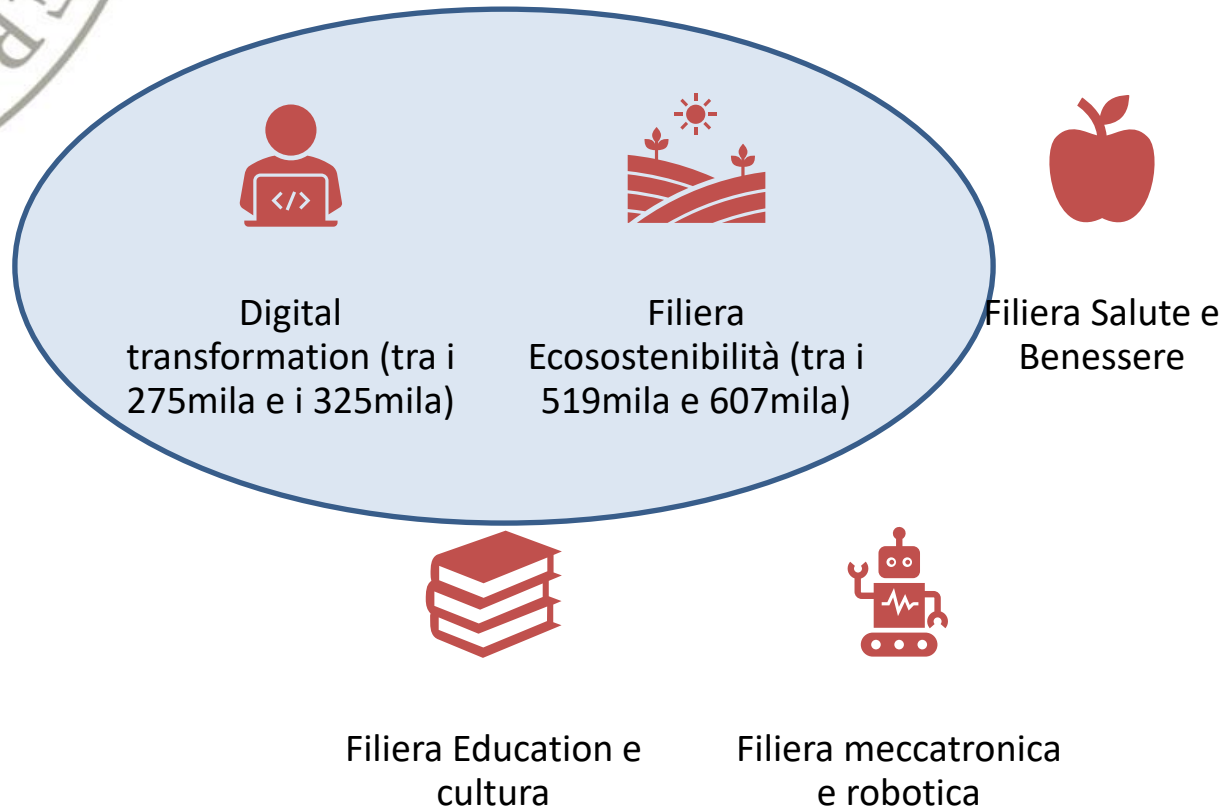 </>
Digital
transformation (tra i
275mila e i 325mila)
Filiera
Ecosostenibilità (tra i
519mila e 607mila)
Filiera Salute e
Benessere
Filiera Education e
cultura
Filiera meccatronica
e robotica